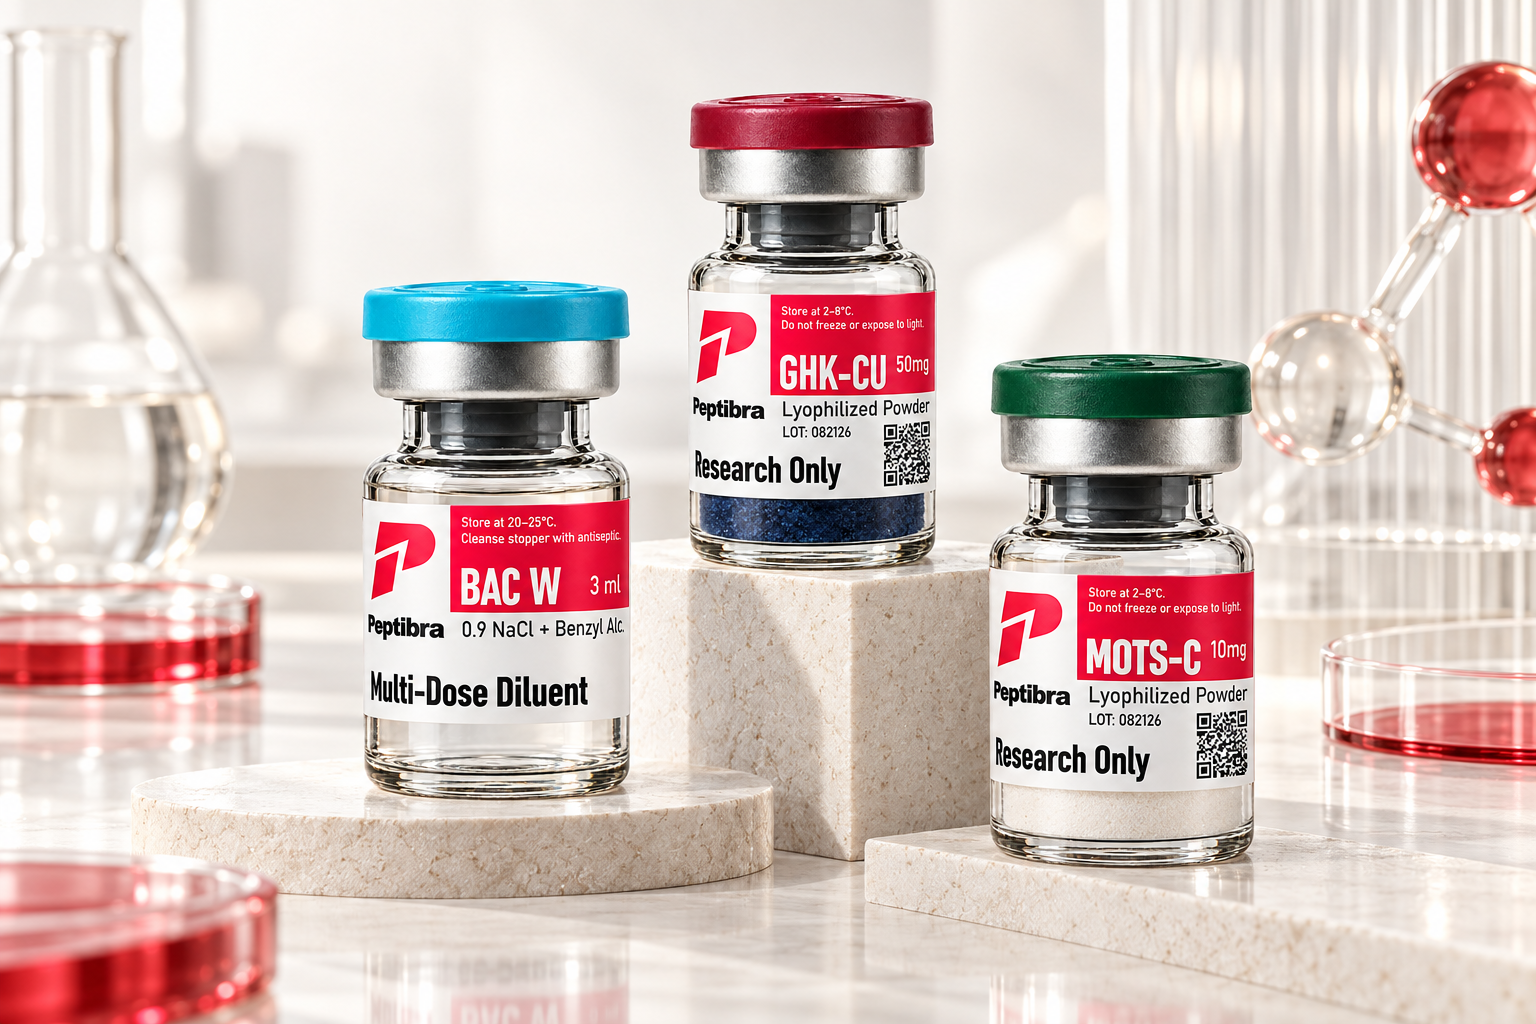 Store at 20–25°C.
Cleanse stopper with antiseptic.
BAC W 3 ml
Peptibra
0.9 NaCl + Benzyl Alc.
Multi-Dose Diluent
Store at 2–8°C.
Do not freeze or expose to light.
GHK-CU 50mg
Peptibra
Lyophilized Powder
LOT: 082126
Research Only
Store at 2–8°C.
Do not freeze or expose to light.
MOTS-C 10mg
Peptibra
Lyophilized Powder
LOT: 082126
Research Only